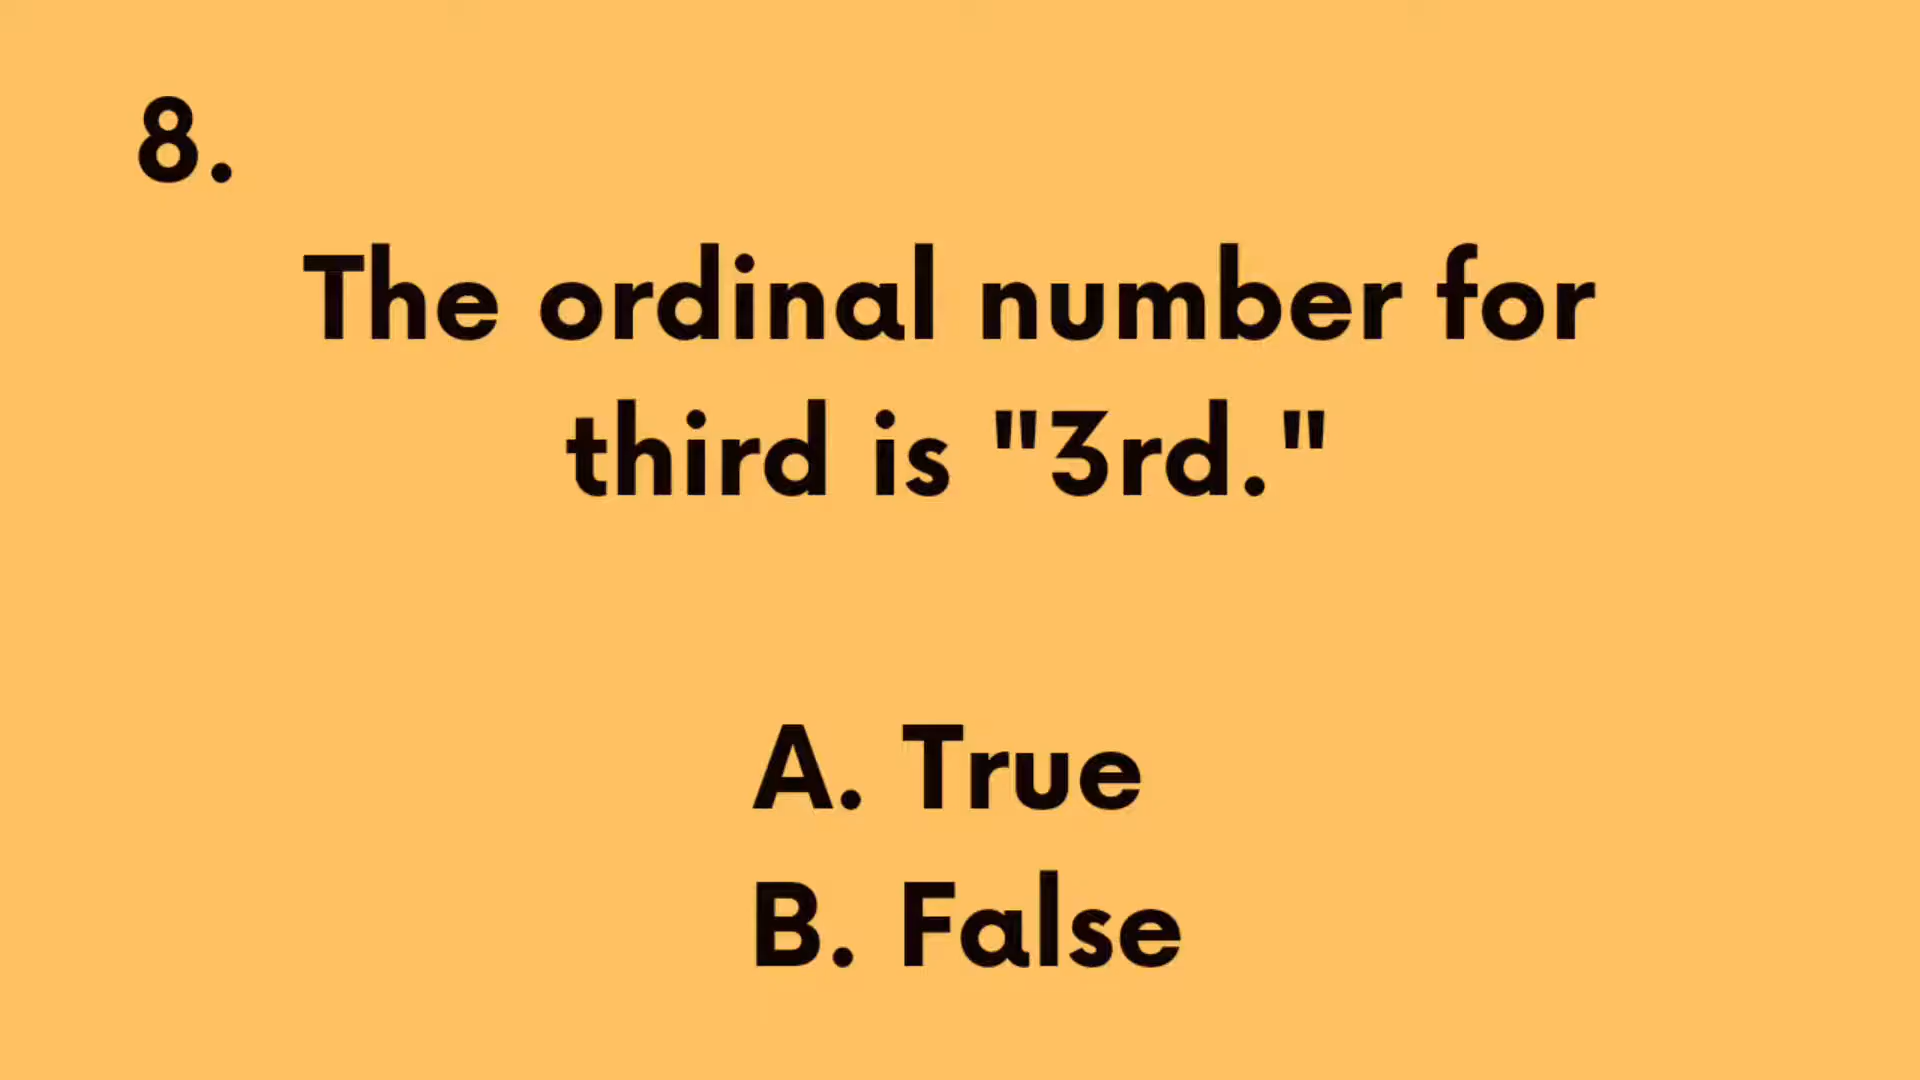 8.
The ordinal number for
third is "3rd."
A. True
B. False